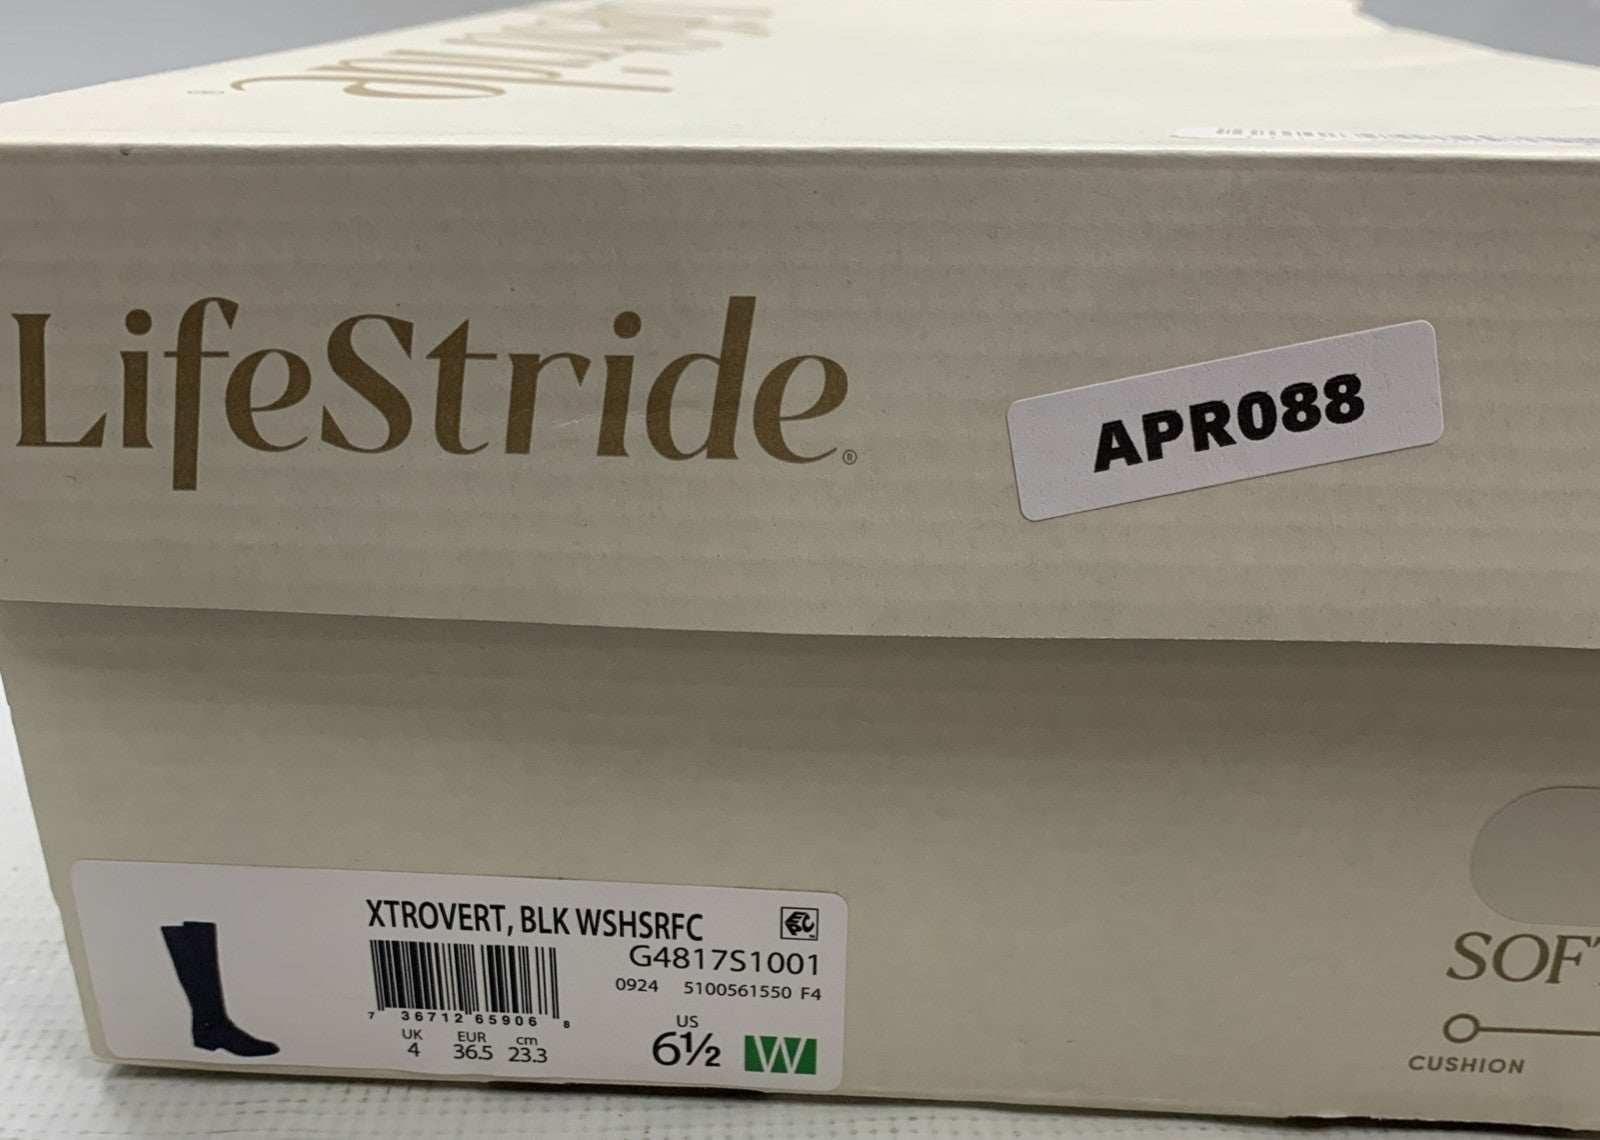 LifeStride®
APR088
XTROVERT, BLK WSHSRFC
G4817S1001
0924 5100561550 F4
7 36712 65906 8
UK EUR cm US
4 36.5 23.3 6½ W
SOF
CUSHION